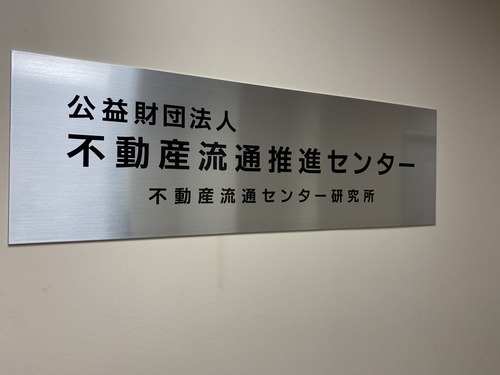 公益財団法人
不動産流通推進センター
不動産流通センター研究所